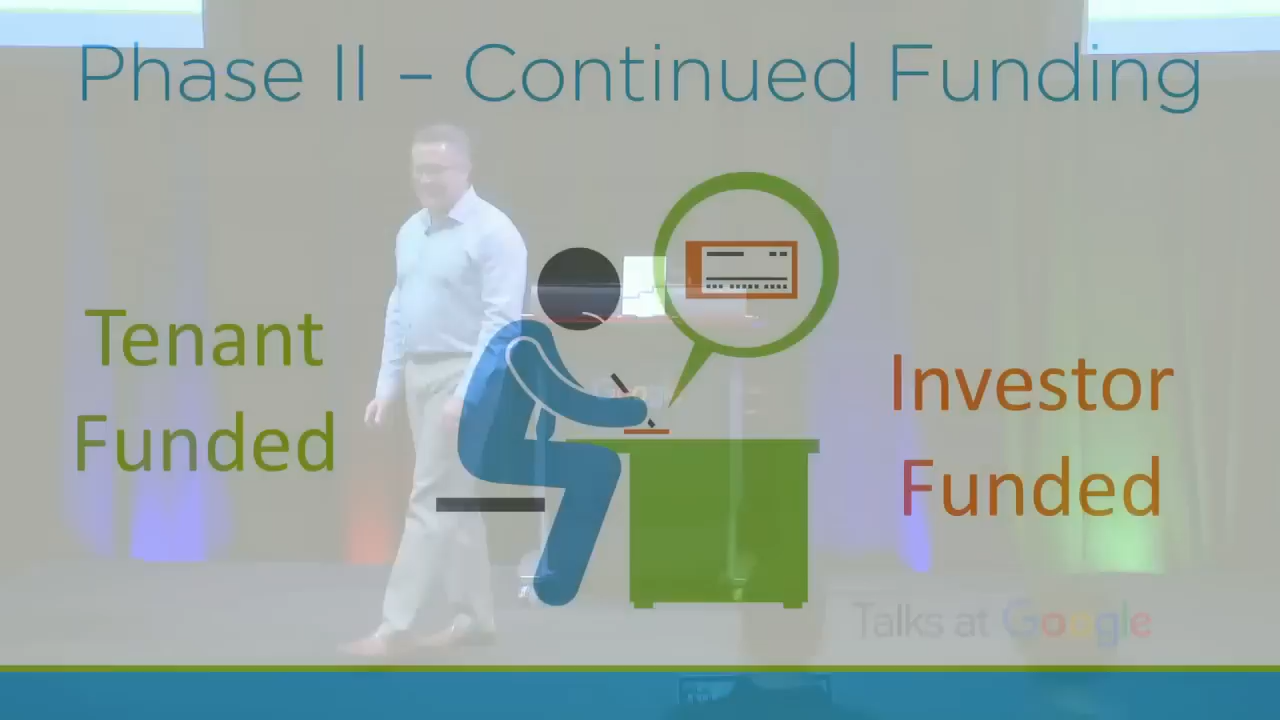 Phase II – Continued Funding
Tenant
Funded
Investor
Funded
Talks at Google